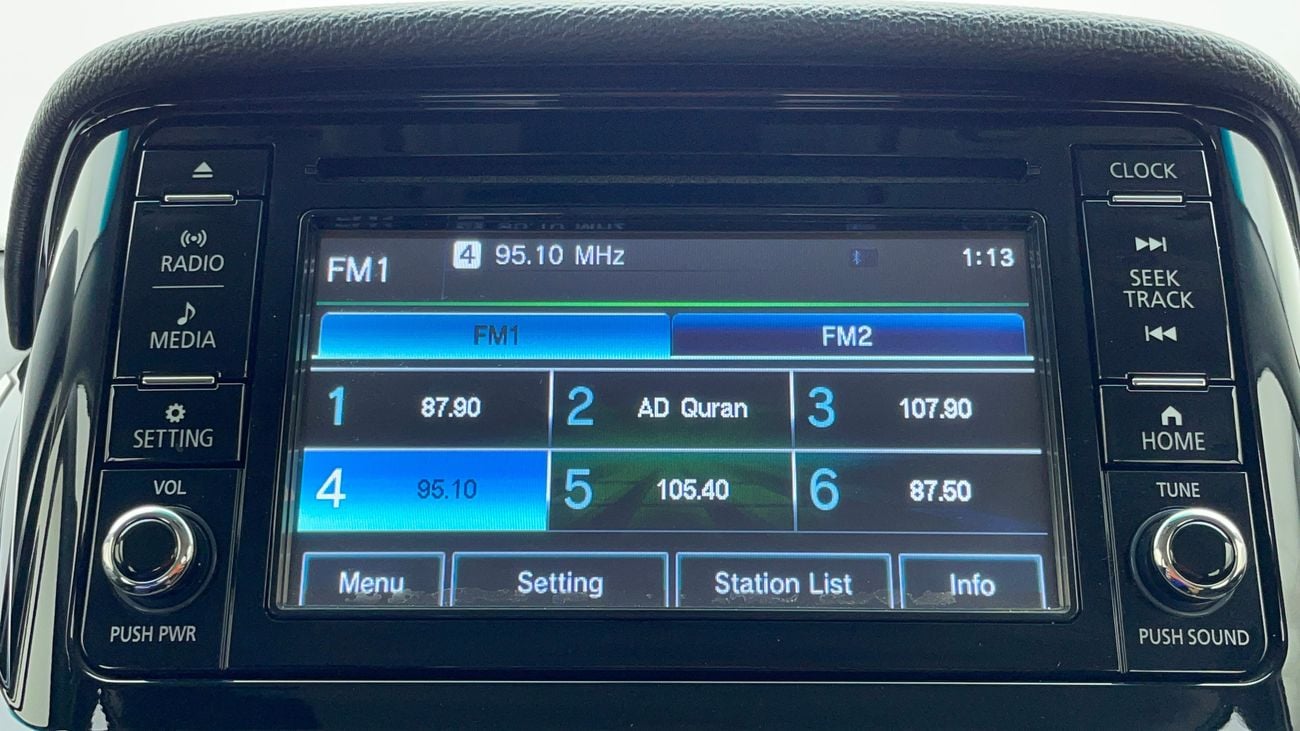 CLOCK
RADIO
MEDIA
SETTING
VOL
PUSH PWR
FM1
4 95.10 MHz
1:13
FM1 FM2
1 87.90 2 AD Quran 3 107.90
4 95.10 5 105.40 6 87.50
Menu Setting Station List Info
SEEK
TRACK
HOME
TUNE
PUSH SOUND